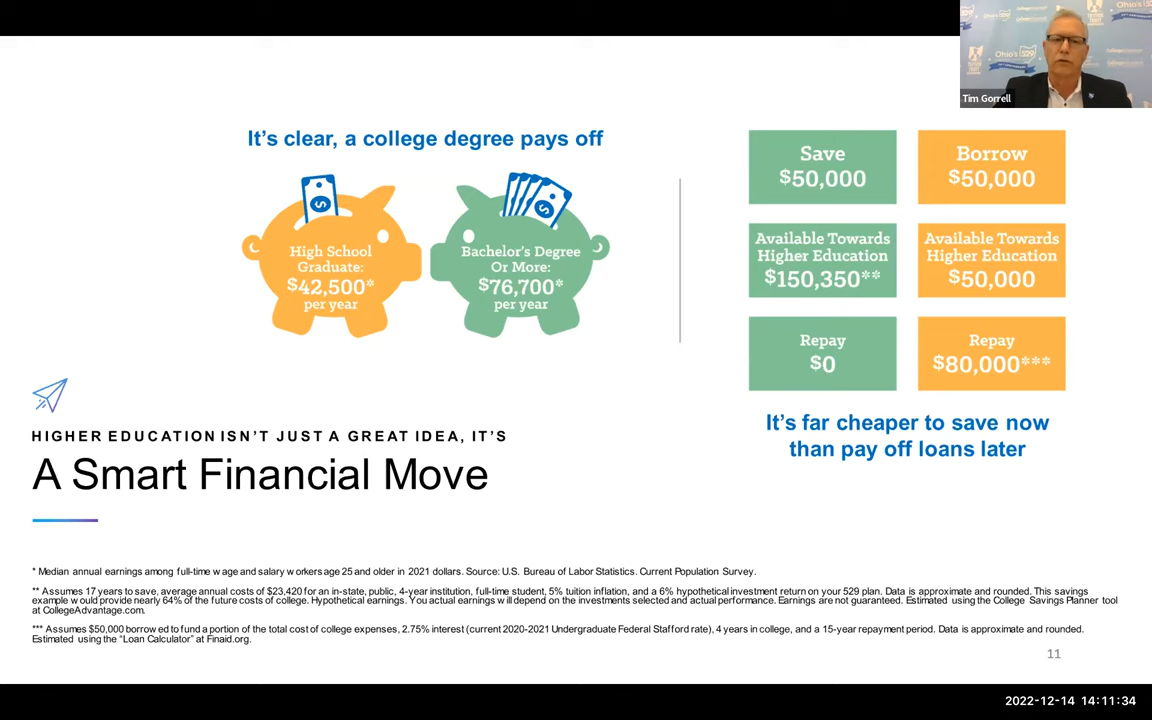 Ohio's 529
Tim Gorrell
It's clear, a college degree pays off
High School
Graduate:
$42,500*
per year
Bachelor's Degree
Or More:
$76,700*
per year
Save
$50,000
Borrow
$50,000
Available Towards
Higher Education
$150,350**
Available Towards
Higher Education
$50,000
Repay
$0
Repay
$80,000***
It's far cheaper to save now
than pay off loans later
HIGHER EDUCATION ISN'T JUST A GREAT IDEA, IT'S
A Smart Financial Move
* Median annual earnings among full-time wage and salary workers age 25 and older in 2021 dollars. Source: U.S. Bureau of Labor Statistics. Current Population Survey.
** Assumes 17 years to save, average annual costs of $23,420 for an in-state, public, 4-year institution, full-time student, 5% tuition inflation, and a 6% hypothetical investment return on your 529 plan. Data is approximate and rounded. This savings
example would provide nearly 64% of the future costs of college. Hypothetical earnings. You actual earnings will depend on the investments selected and actual performance. Earnings are not guaranteed. Estimated using the College Savings Planner tool
at CollegeAdvantage.com.
*** Assumes $50,000 borrowed to fund a portion of the total cost of college expenses, 2.75% interest (current 2020-2021 Undergraduate Federal Stafford rate), 4 years in college, and a 15-year repayment period. Data is approximate and rounded.
Estimated using the "Loan Calculator" at Finaid.org.
11
2022-12-14 14:11:34